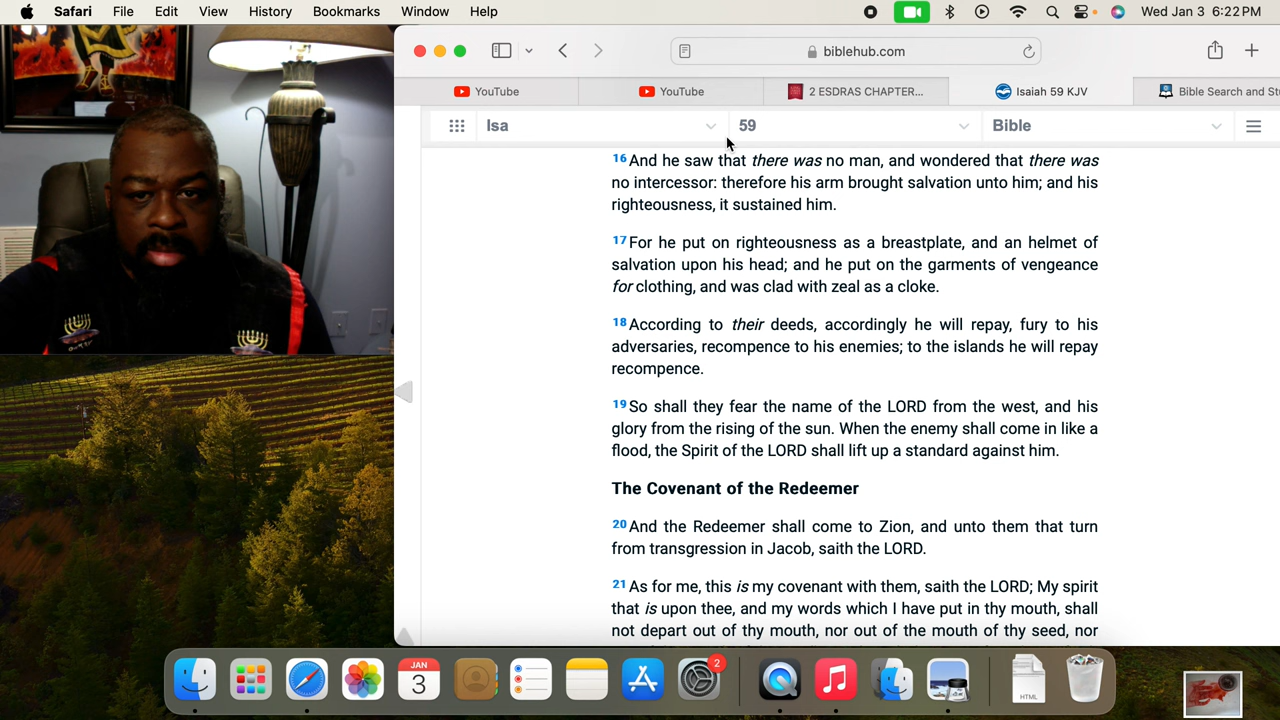 Safari File Edit View History Bookmarks Window Help Wed Jan 3 6:22 PM
biblehub.com
YouTube YouTube 2 ESDRAS CHAPTER... Isaiah 59 KJV Bible Search and Stu
Isa 59 Bible
16 And he saw that there was no man, and wondered that there was
no intercessor: therefore his arm brought salvation unto him; and his
righteousness, it sustained him.
17 For he put on righteousness as a breastplate, and an helmet of
salvation upon his head; and he put on the garments of vengeance
for clothing, and was clad with zeal as a cloke.
18 According to their deeds, accordingly he will repay, fury to his
adversaries, recompence to his enemies; to the islands he will repay
recompence.
19 So shall they fear the name of the LORD from the west, and his
glory from the rising of the sun. When the enemy shall come in like a
flood, the Spirit of the LORD shall lift up a standard against him.
The Covenant of the Redeemer
20 And the Redeemer shall come to Zion, and unto them that turn
from transgression in Jacob, saith the LORD.
21 As for me, this is my covenant with them, saith the LORD; My spirit
that is upon thee, and my words which I have put in thy mouth, shall
not depart out of thy mouth, nor out of the mouth of thy seed, nor
JAN
3
2
HTML